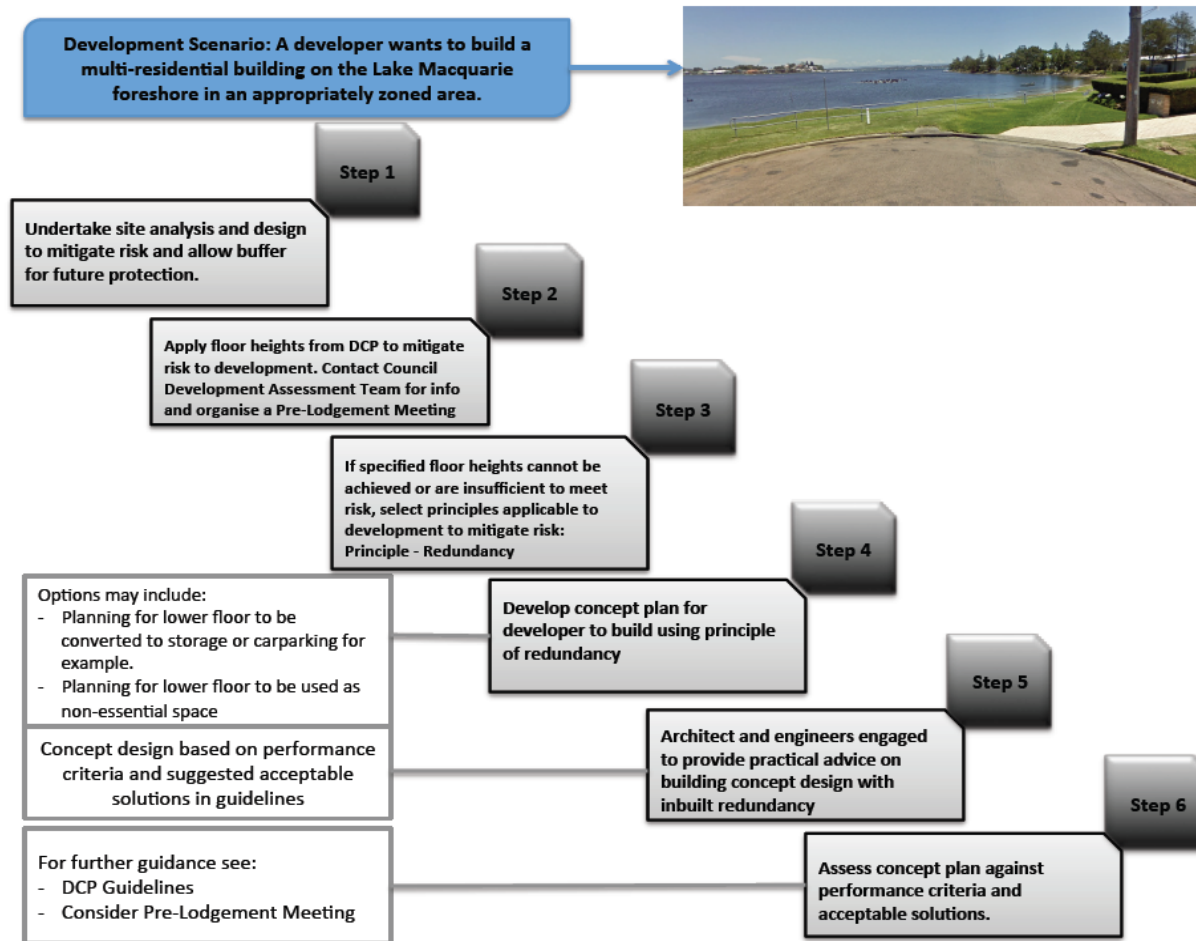 Development Scenario: A developer wants to build a
multi-residential building on the Lake Macquarie
foreshore in an appropriately zoned area.
Step 1
Undertake site analysis and design
to mitigate risk and allow buffer
for future protection.
Step 2
Apply floor heights from DCP to mitigate
risk to development. Contact Council
Development Assessment Team for info
and organise a Pre-Lodgement Meeting
Step 3
If specified floor heights cannot be
achieved or are insufficient to meet
risk, select principles applicable to
development to mitigate risk:
Principle - Redundancy
Step 4
Develop concept plan for
developer to build using principle
of redundancy
Options may include:
- Planning for lower floor to be
converted to storage or carparking for
example.
- Planning for lower floor to be used as
non-essential space
Step 5
Architect and engineers engaged
to provide practical advice on
building concept design with
inbuilt redundancy
Concept design based on performance
criteria and suggested acceptable
solutions in guidelines
Step 6
Assess concept plan against
performance criteria and
acceptable solutions.
For further guidance see:
- DCP Guidelines
- Consider Pre-Lodgement Meeting